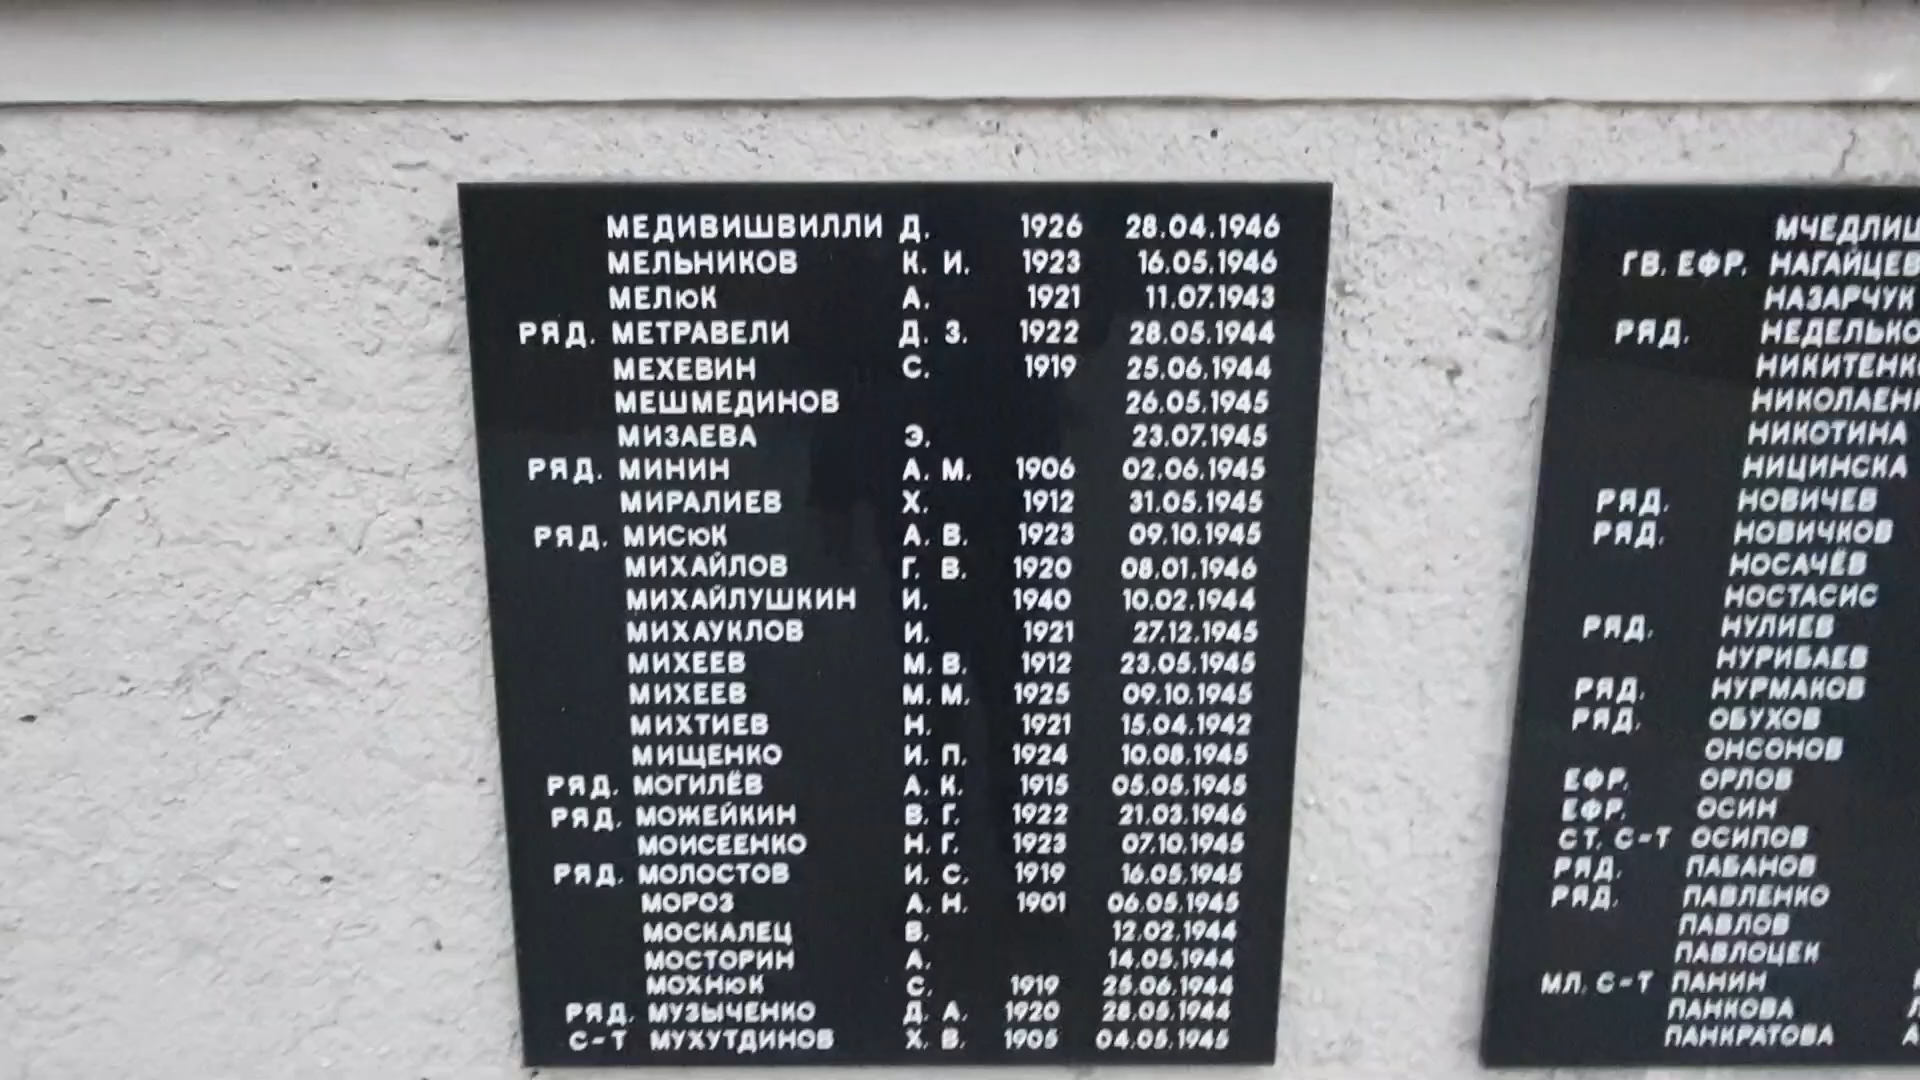 МЕДИВИШВИЛЛИ Д. 1926 28.04.1946
МЕЛЬНИКОВ К. И. 1923 16.05.1946
МЕЛЮК А. 1921 11.07.1943
РЯД. МЕТРАВЕЛИ Д. З. 1922 28.05.1944
МЕХЕВИН С. 1919 25.06.1944
МЕШМЕДИНОВ 26.05.1945
МИЗАЕВА Э. 23.07.1945
РЯД. МИНИН А. М. 1906 02.06.1945
МИРАЛИЕВ Х. 1912 31.05.1945
РЯД. МИСЮК А. В. 1923 09.10.1945
МИХАЙЛОВ Г. В. 1920 08.01.1946
МИХАЙЛУШКИН И. 1940 10.02.1944
МИХАУКЛОВ И. 1921 27.12.1945
МИХЕЕВ М. В. 1912 23.05.1945
МИХЕЕВ М. М. 1925 09.10.1945
МИХТИЕВ Н. 1921 15.04.1942
МИЩЕНКО И. П. 1924 10.08.1945
РЯД. МОГИЛЁВ А. К. 1915 05.05.1945
РЯД. МОЖЕЙКИН В. Г. 1922 21.03.1946
МОИСЕЕНКО Н. Г. 1923 07.10.1945
РЯД. МОЛОСТОВ И. С. 1919 16.05.1945
МОРОЗ А. Н. 1901 06.05.1945
МОСКАЛЕЦ В. 12.02.1944
МОСТОРИН А. 14.05.1944
МОХНЮК С. 1919 25.06.1944
РЯД. МУЗЫЧЕНКО Д. А. 1920 28.05.1944
С-Т МУХУТДИНОВ Х. В. 1905 04.05.1945
МЧЕДЛИШ
ГВ. ЕФР. НАГАЙЦЕВ
НАЗАРЧУК
РЯД. НЕДЕЛЬКО
НИКИТЕНК
НИКОЛАЕН
НИКОТИНА
НИЦИНСКА
РЯД. НОВИЧЕВ
РЯД. НОВИЧКОВ
НОСАЧЁВ
НОСТАСИС
РЯД. НУЛИЕВ
НУРИБАЕВ
РЯД. НУРМАКОВ
РЯД. ОБУХОВ
ОНСОНОВ
ЕФР. ОРЛОВ
ЕФР. ОСИН
СТ. С-Т ОСИПОВ
РЯД. ПАБАНОВ
РЯД. ПАВЛЕНКО
ПАВЛОВ
ПАВЛОЦЕК
МЛ. С-Т ПАНИН
ПАНКОВА
ПАНКРАТОВА